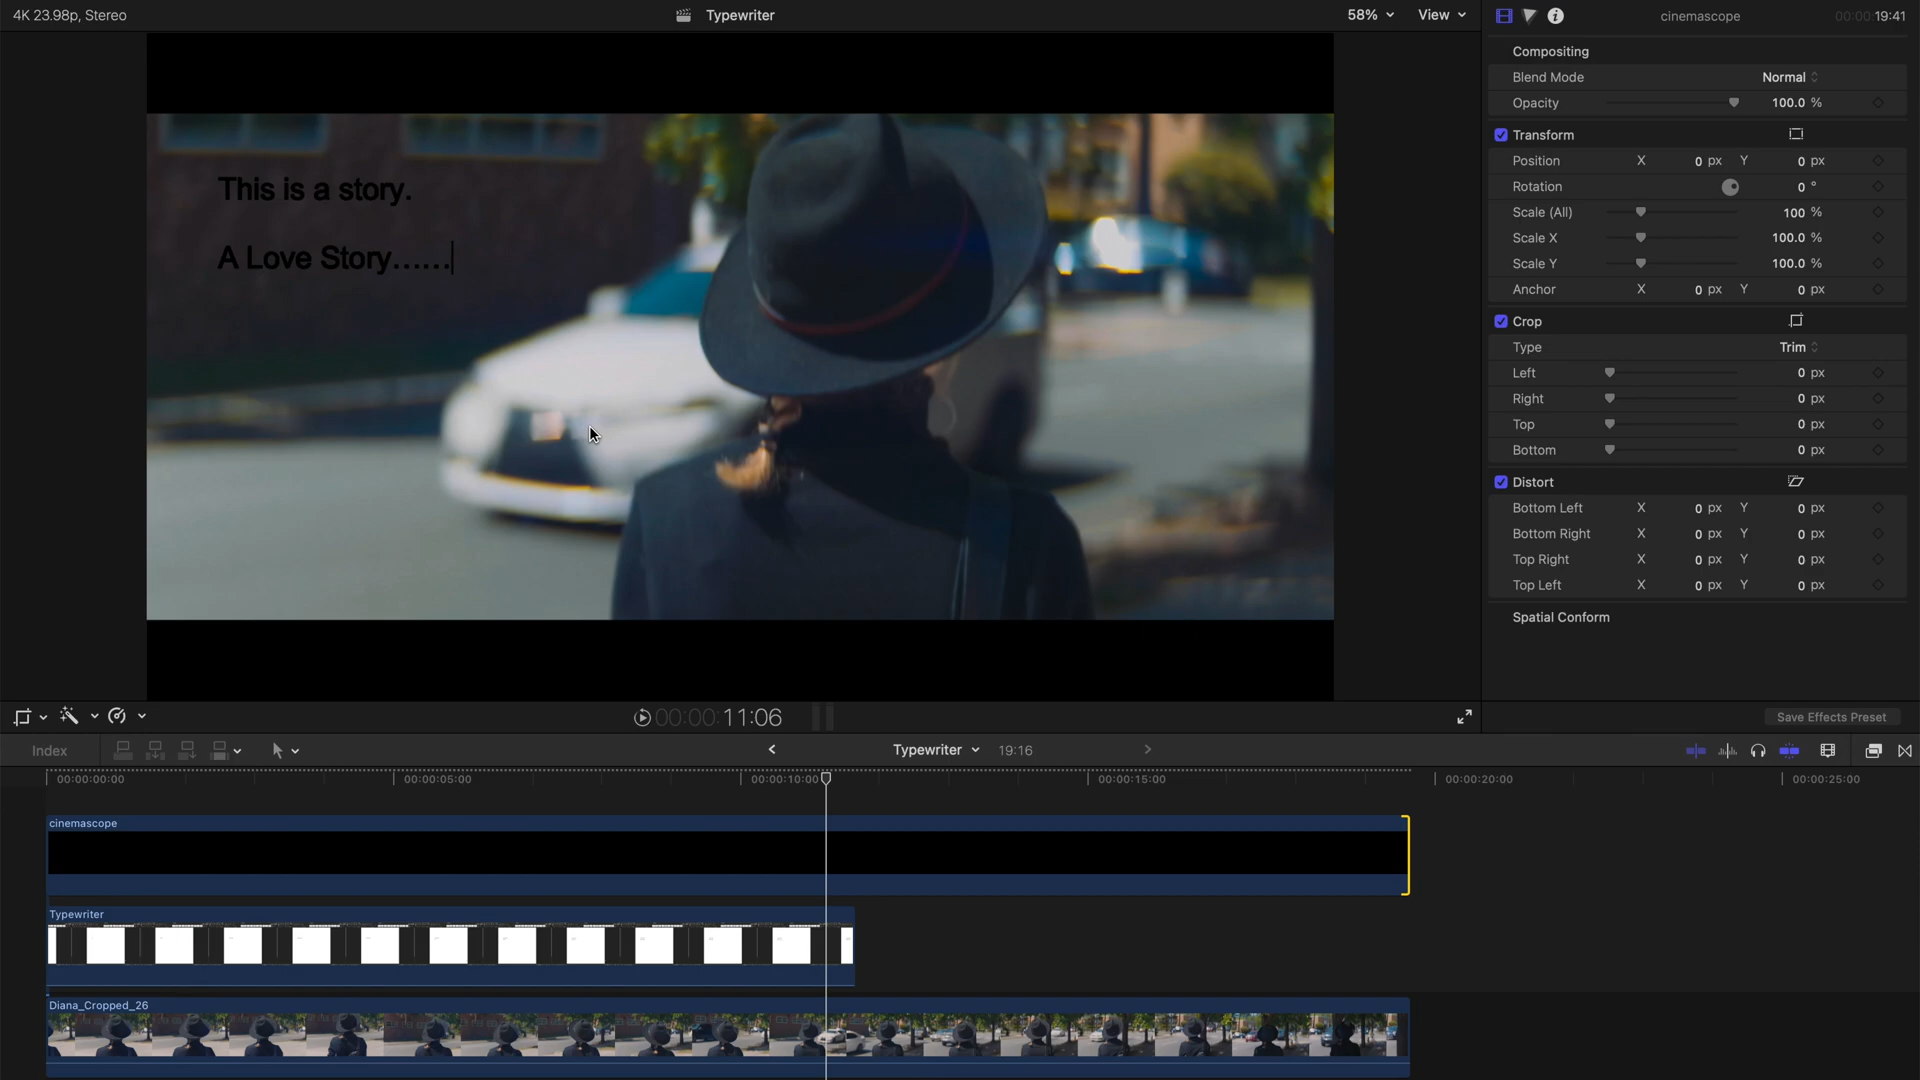 4K 23.98p, Stereo
Typewriter
58%
View
cinemascope
00:00:19:41
Compositing
Blend Mode
Normal
Opacity
100.0 %
Transform
Position X 0 px Y 0 px
Rotation 0 °
Scale (All) 100 %
Scale X 100.0 %
Scale Y 100.0 %
Anchor X 0 px Y 0 px
Crop
Type Trim
Left 0 px
Right 0 px
Top 0 px
Bottom 0 px
Distort
Bottom Left X 0 px Y 0 px
Bottom Right X 0 px Y 0 px
Top Right X 0 px Y 0 px
Top Left X 0 px Y 0 px
Spatial Conform
This is a story.
A Love Story......
00:00:11:06
Save Effects Preset
Index
Typewriter
19:16
00:00:00:00
00:00:05:00
00:00:10:00
00:00:15:00
00:00:20:00
00:00:25:00
cinemascope
Typewriter
Diana_Cropped_26